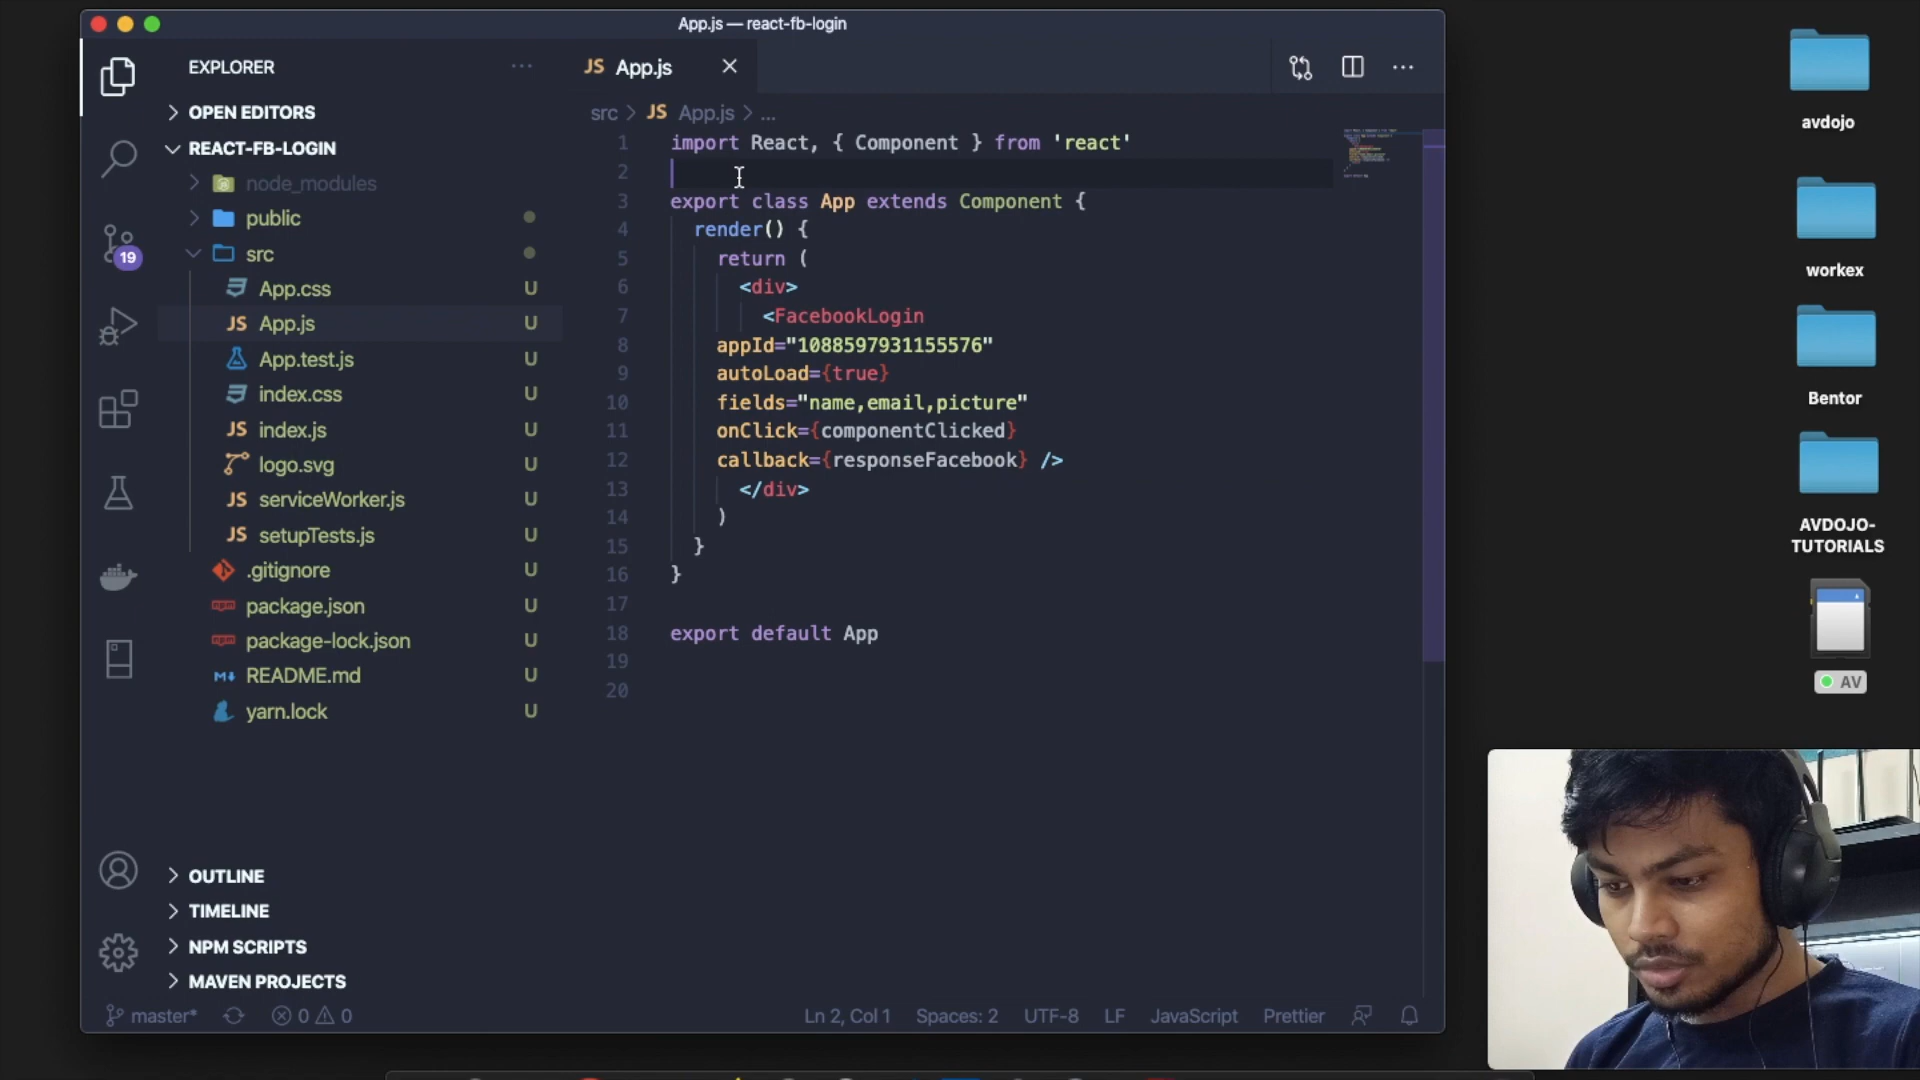 App.js — react-fb-login
EXPLORER
JS App.js
OPEN EDITORS
src > JS App.js > ...
REACT-FB-LOGIN
node_modules
public
src
App.css U
JS App.js U
App.test.js U
index.css U
JS index.js U
logo.svg U
JS serviceWorker.js U
JS setupTests.js U
.gitignore U
package.json U
package-lock.json U
README.md U
yarn.lock U
19
1 import React, { Component } from 'react'
2
3 export class App extends Component {
4 render() {
5 return (
6 <div>
7 <FacebookLogin
8 appId="1088597931155576"
9 autoLoad={true}
10 fields="name,email,picture"
11 onClick={componentClicked}
12 callback={responseFacebook} />
13 </div>
14 )
15 }
16 }
17
18 export default App
19
20
OUTLINE
TIMELINE
NPM SCRIPTS
MAVEN PROJECTS
master* 0 0 Ln 2, Col 1 Spaces: 2 UTF-8 LF JavaScript Prettier
avdojo
workex
Bentor
AVDOJO-
TUTORIALS
AV